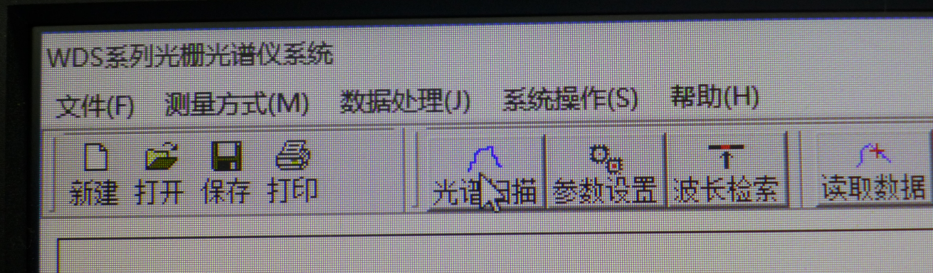 WDS系列光栅光谱仪系统
文件(F) 测量方式(M) 数据处理(J) 系统操作(S) 帮助(H)
新建 打开 保存 打印 光谱扫描 参数设置 波长检索 读取数据